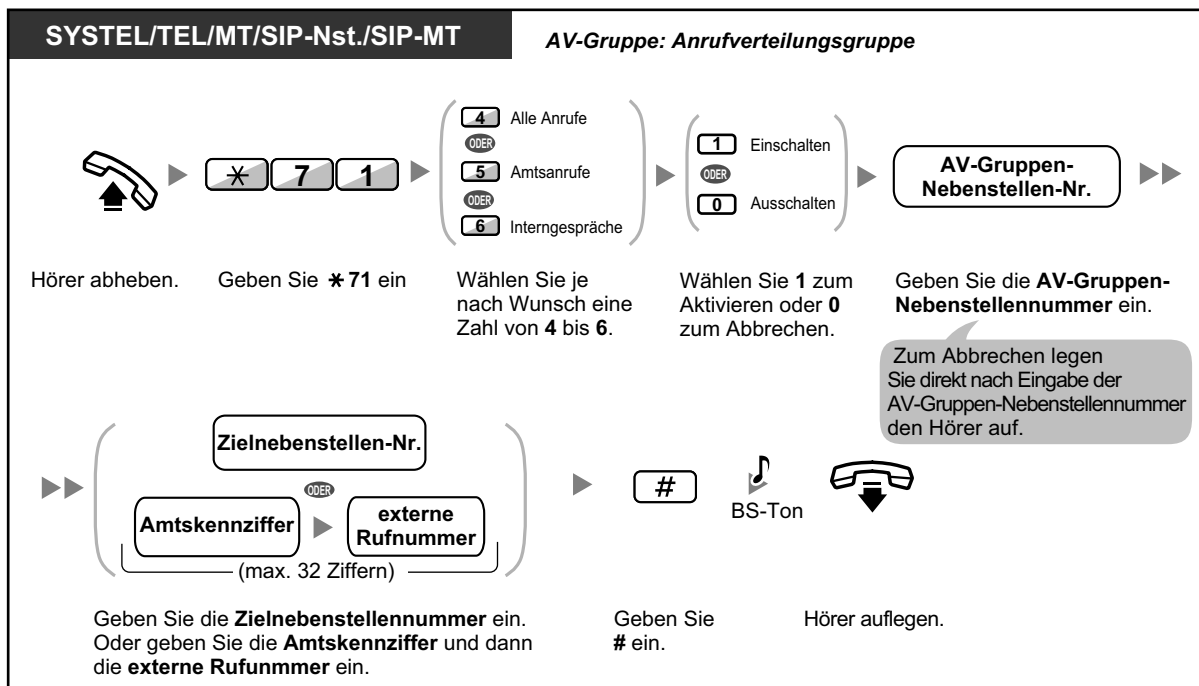 SYSTEL/TEL/MT/SIP-Nst./SIP-MT
AV-Gruppe: Anrufverteilungsgruppe
4 Alle Anrufe
ODER
5 Amtsanrufe
ODER
6 Interngespräche
1 Einschalten
ODER
0 Ausschalten
* 7 1
AV-Gruppen-
Nebenstellen-Nr.
Hörer abheben.
Geben Sie * 71 ein
Wählen Sie je
nach Wunsch eine
Zahl von 4 bis 6.
Wählen Sie 1 zum
Aktivieren oder 0
zum Abbrechen.
Geben Sie die AV-Gruppen-
Nebenstellennummer ein.
Zum Abbrechen legen
Sie direkt nach Eingabe der
AV-Gruppen-Nebenstellennummer
den Hörer auf.
Zielnebenstellen-Nr.
ODER
Amtskennziffer
externe
Rufnummer
(max. 32 Ziffern)
#
BS-Ton
Geben Sie die Zielnebenstellennummer ein.
Oder geben Sie die Amtskennziffer und dann
die externe Rufunmmer ein.
Geben Sie
# ein.
Hörer auflegen.